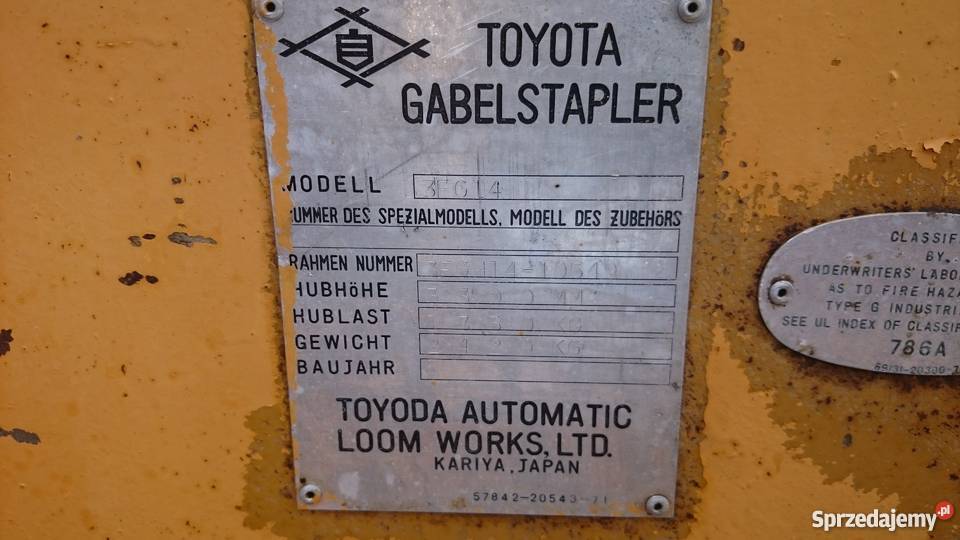 TOYOTA
GABELSTAPLER
MODELL 3FG14
UMMER DES SPEZIALMODELLS, MODELL DES ZUBEHÖRS
RAHMEN NUMMER
HUBHÖHE
HUBLAST
GEWICHT
BAUJAHR
TOYODA AUTOMATIC
LOOM WORKS, LTD.
KARIYA, JAPAN
57842-20543-71
CLASSIF
BY
UNDERWRITERS' LABO
AS TO FIRE HAZA
TYPE G INDUSTRI
SEE UL INDEX OF CLASSIF
786A
Sprzedajemy.pl